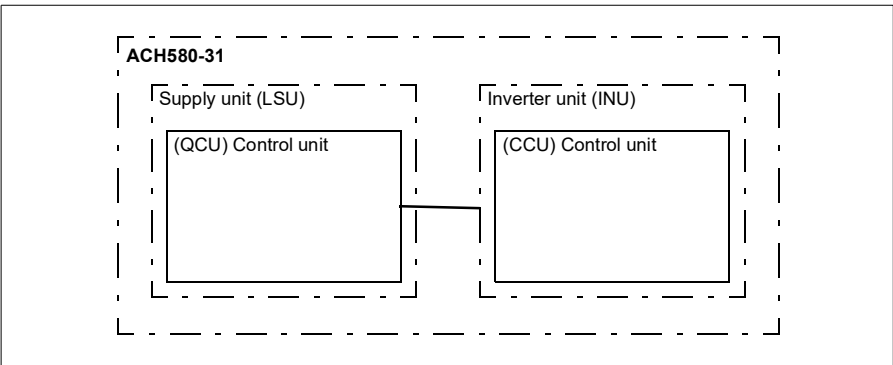 ACH580-31
Supply unit (LSU)
Inverter unit (INU)
(QCU) Control unit
(CCU) Control unit